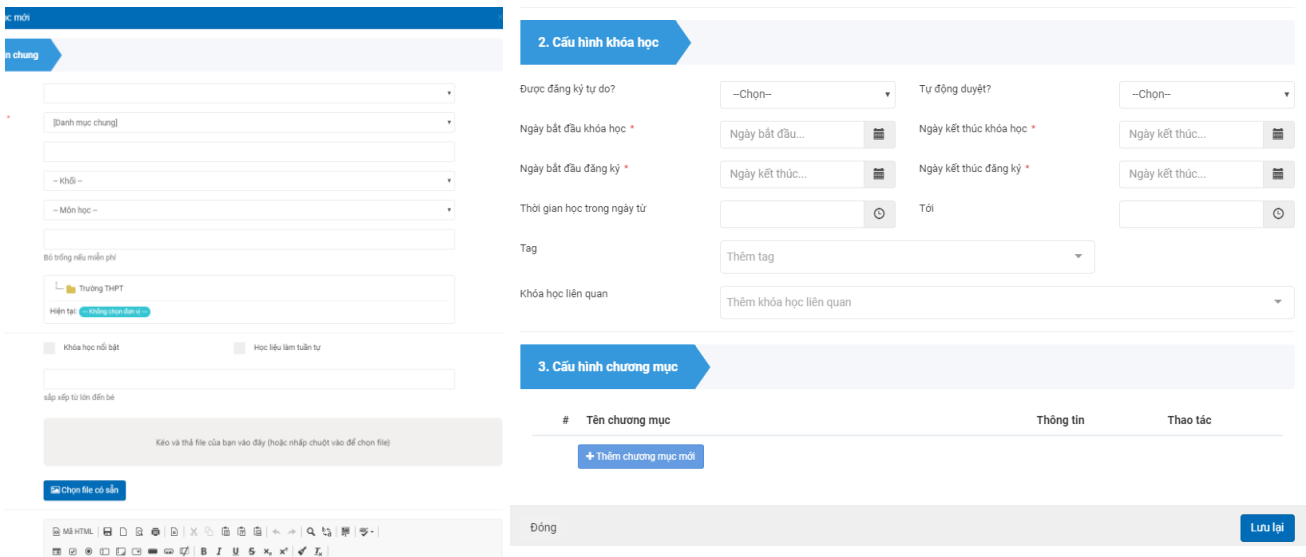 ục mới
n chung
*
[Danh mục chung]
-- Khối --
-- Môn học --
Bỏ trống nếu miễn phí
Trường THPT
Hiện tại: -- Không chọn đơn vị --
Khóa học nổi bật
Học liệu làm tuần tự
sắp xếp từ lớn đến bé
Kéo và thả file của bạn vào đây (hoặc nhấp chuột vào để chọn file)
Chọn file có sẵn
Mã HTML
B I U S x, x² Ix
2. Cấu hình khóa học
Được đăng ký tự do? --Chọn-- Tự động duyệt? --Chọn--
Ngày bắt đầu khóa học * Ngày bắt đầu... Ngày kết thúc khóa học * Ngày kết thúc...
Ngày bắt đầu đăng ký * Ngày kết thúc... Ngày kết thúc đăng ký * Ngày kết thúc...
Thời gian học trong ngày từ Tới
Tag Thêm tag
Khóa học liên quan Thêm khóa học liên quan
3. Cấu hình chương mục
# Tên chương mục Thông tin Thao tác
+ Thêm chương mục mới
Đóng Lưu lại